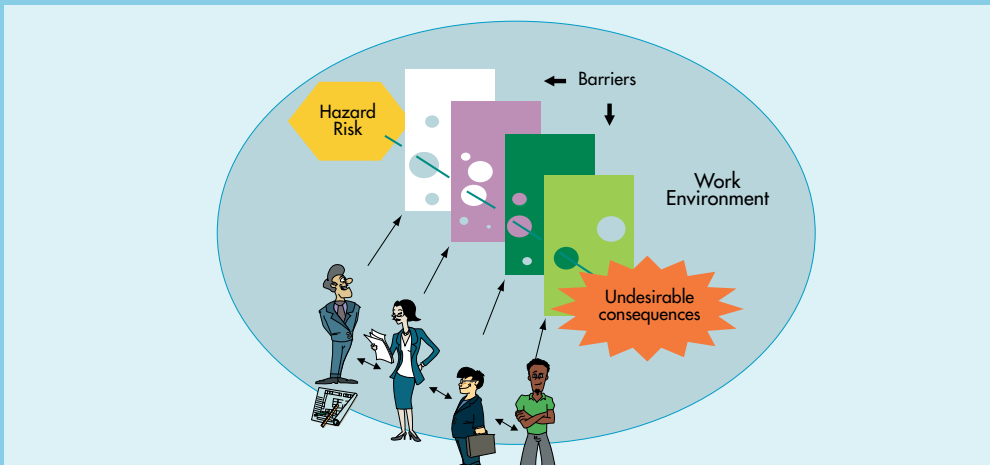 Hazard
Risk
Barriers
Work
Environment
Undesirable
consequences